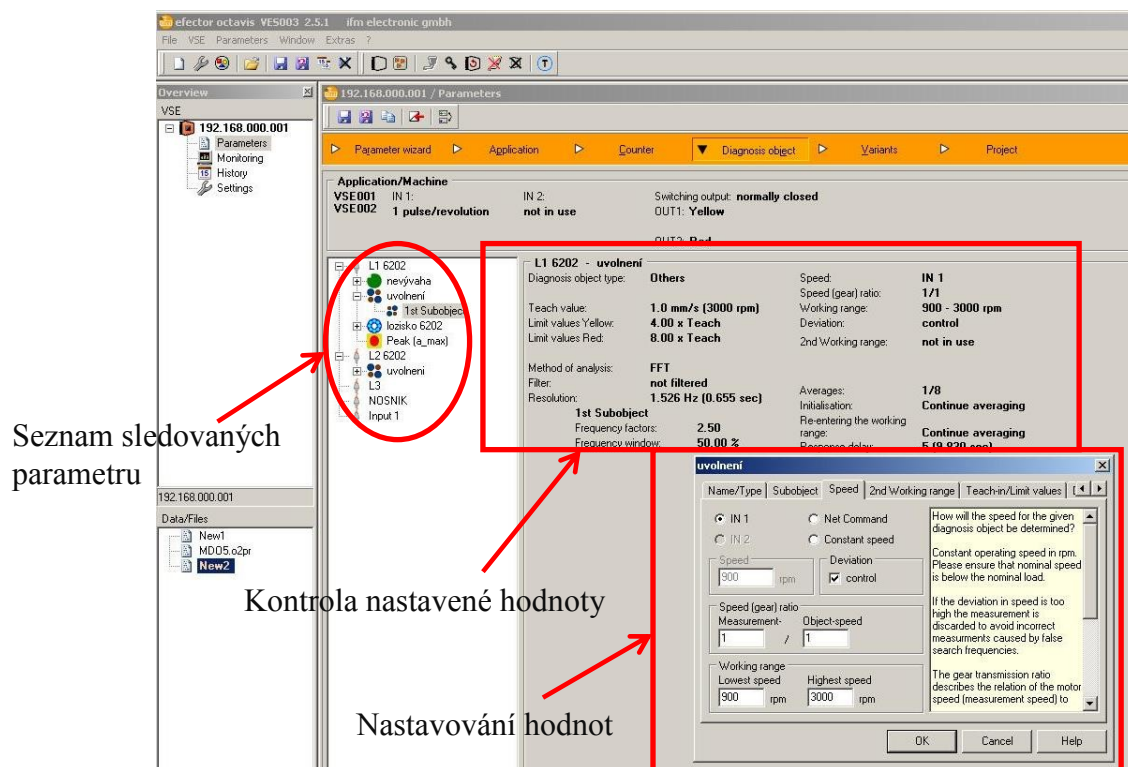 efector octavis VES003 2.5.1 ifm electronic gmbh
File VSE Parameters Window Extras ?
Overview
VSE
192.168.000.001
Parameters
Monitoring
History
Settings
192.168.000.001 / Parameters
Parameter wizard Application Counter Diagnosis object Variants Project
Application/Machine
VSE001 IN 1: IN 2: Switching output: normally closed
VSE002 1 pulse/revolution not in use OUT1: Yellow
OUT2: Red
L1 6202
nevývaha
uvolnení
1st Subobject
lozisko 6202
Peak (a_max)
L2 6202
uvolneni
L3
NOSNIK
Input 1
L1 6202 - uvolnení
Diagnosis object type: Others Speed: IN 1
Speed (gear) ratio: 1/1
Teach value: 1.0 mm/s (3000 rpm) Working range: 900 - 3000 rpm
Limit values Yellow: 4.00 x Teach Deviation: control
Limit values Red: 8.00 x Teach 2nd Working range: not in use
Method of analysis: FFT
Filter: not filtered Averages: 1/8
Resolution: 1.526 Hz (0.655 sec) Initialisation: Continue averaging
1st Subobject Re-entering the working
Frequency factors: 2.50 range: Continue averaging
Frequency window: 50.00 % Response delay: 5 (9.830 sec)
Seznam sledovaných
parametru
192.168.000.001
Data/Files
New1
MDO5.o2pr
New2
Kontrola nastavené hodnoty
Nastavování hodnot
uvolnení
Name/Type Subobject Speed 2nd Working range Teach-in/Limit values
IN 1 Net Command
IN 2 Constant speed
Speed Deviation
900 rpm control
Speed (gear) ratio
Measurement- Object-speed
1 / 1
Working range
Lowest speed Highest speed
900 rpm 3000 rpm
How will the speed for the given
diagnosis object be determined?
Constant operating speed in rpm.
Please ensure that nominal speed
is below the nominal load.
If the deviation in speed is too
high the measurement is
discarded to avoid incorrect
measurments caused by false
search frequencies.
The gear transmission ratio
describes the relation of the motor
speed (measurement speed) to
OK Cancel Help